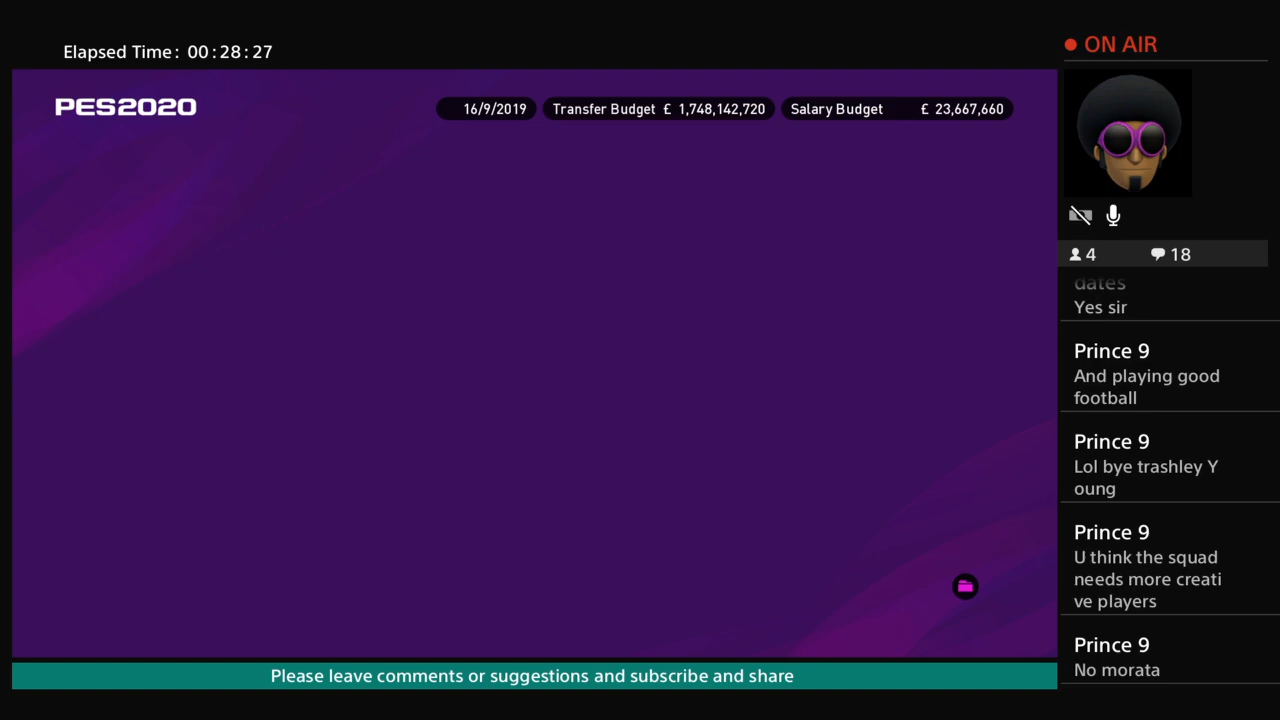 Elapsed Time: 00:28:27
ON AIR
PES2020
16/9/2019
Transfer Budget £ 1,748,142,720
Salary Budget £ 23,667,660
4
18
dates
Yes sir
Prince 9
And playing good
football
Prince 9
Lol bye trashley Y
oung
Prince 9
U think the squad
needs more creati
ve players
Prince 9
No morata
Please leave comments or suggestions and subscribe and share